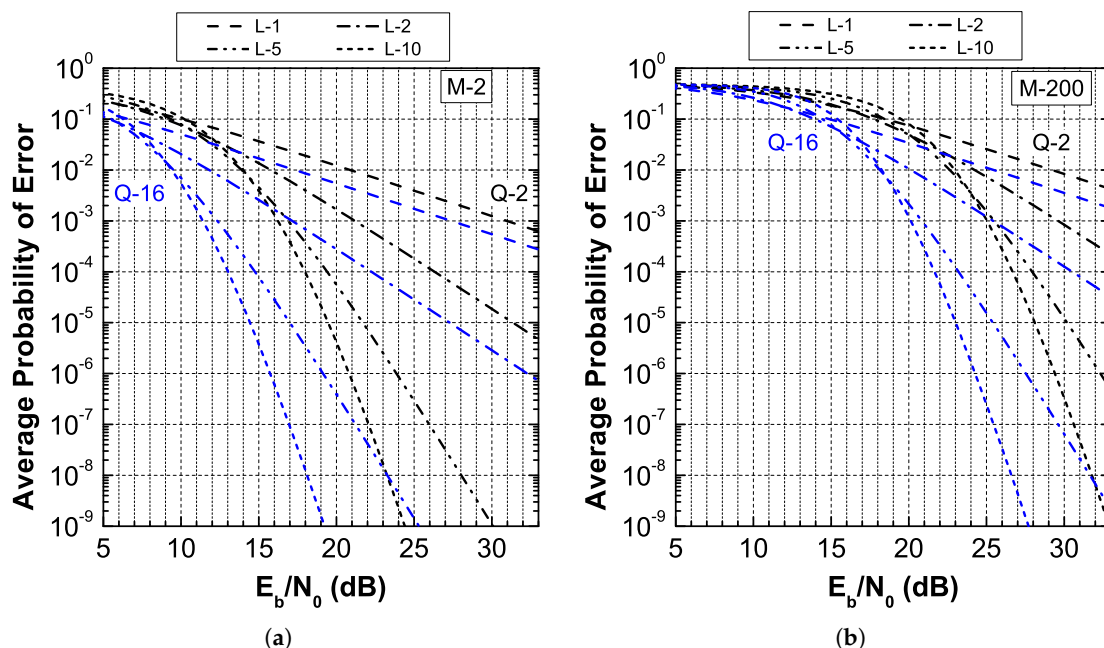 L-1 L-2
L-5 L-10
M-2
Q-16
Q-2
10^0
10^-1
10^-2
10^-3
10^-4
10^-5
10^-6
10^-7
10^-8
10^-9
5 10 15 20 25 30
Average Probability of Error
E_b/N_0 (dB)
(a)
L-1 L-2
L-5 L-10
M-200
Q-16
Q-2
10^0
10^-1
10^-2
10^-3
10^-4
10^-5
10^-6
10^-7
10^-8
10^-9
5 10 15 20 25 30
Average Probability of Error
E_b/N_0 (dB)
(b)